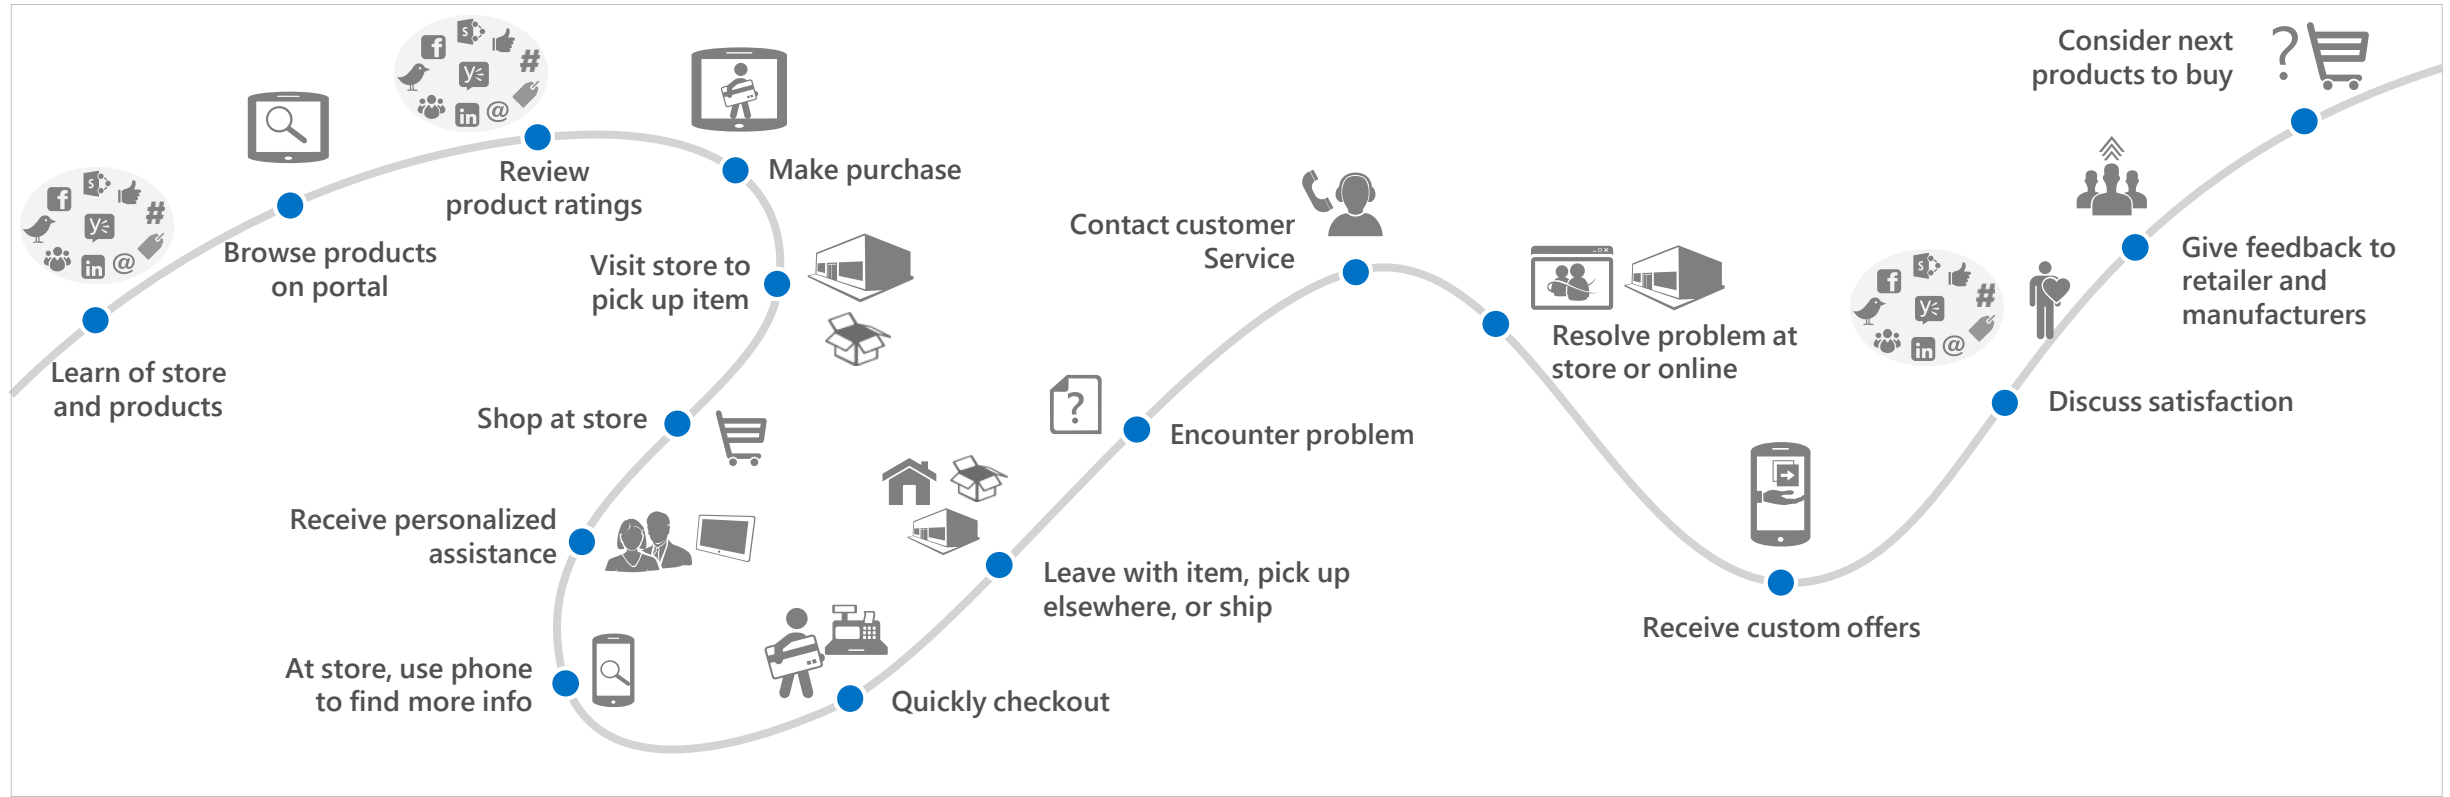 Learn of store
and products
Browse products
on portal
Review
product ratings
Make purchase
Visit store to
pick up item
Shop at store
Receive personalized
assistance
At store, use phone
to find more info
Quickly checkout
Leave with item, pick up
elsewhere, or ship
Encounter problem
Contact customer
Service
Resolve problem at
store or online
Receive custom offers
Discuss satisfaction
Give feedback to
retailer and
manufacturers
Consider next
products to buy